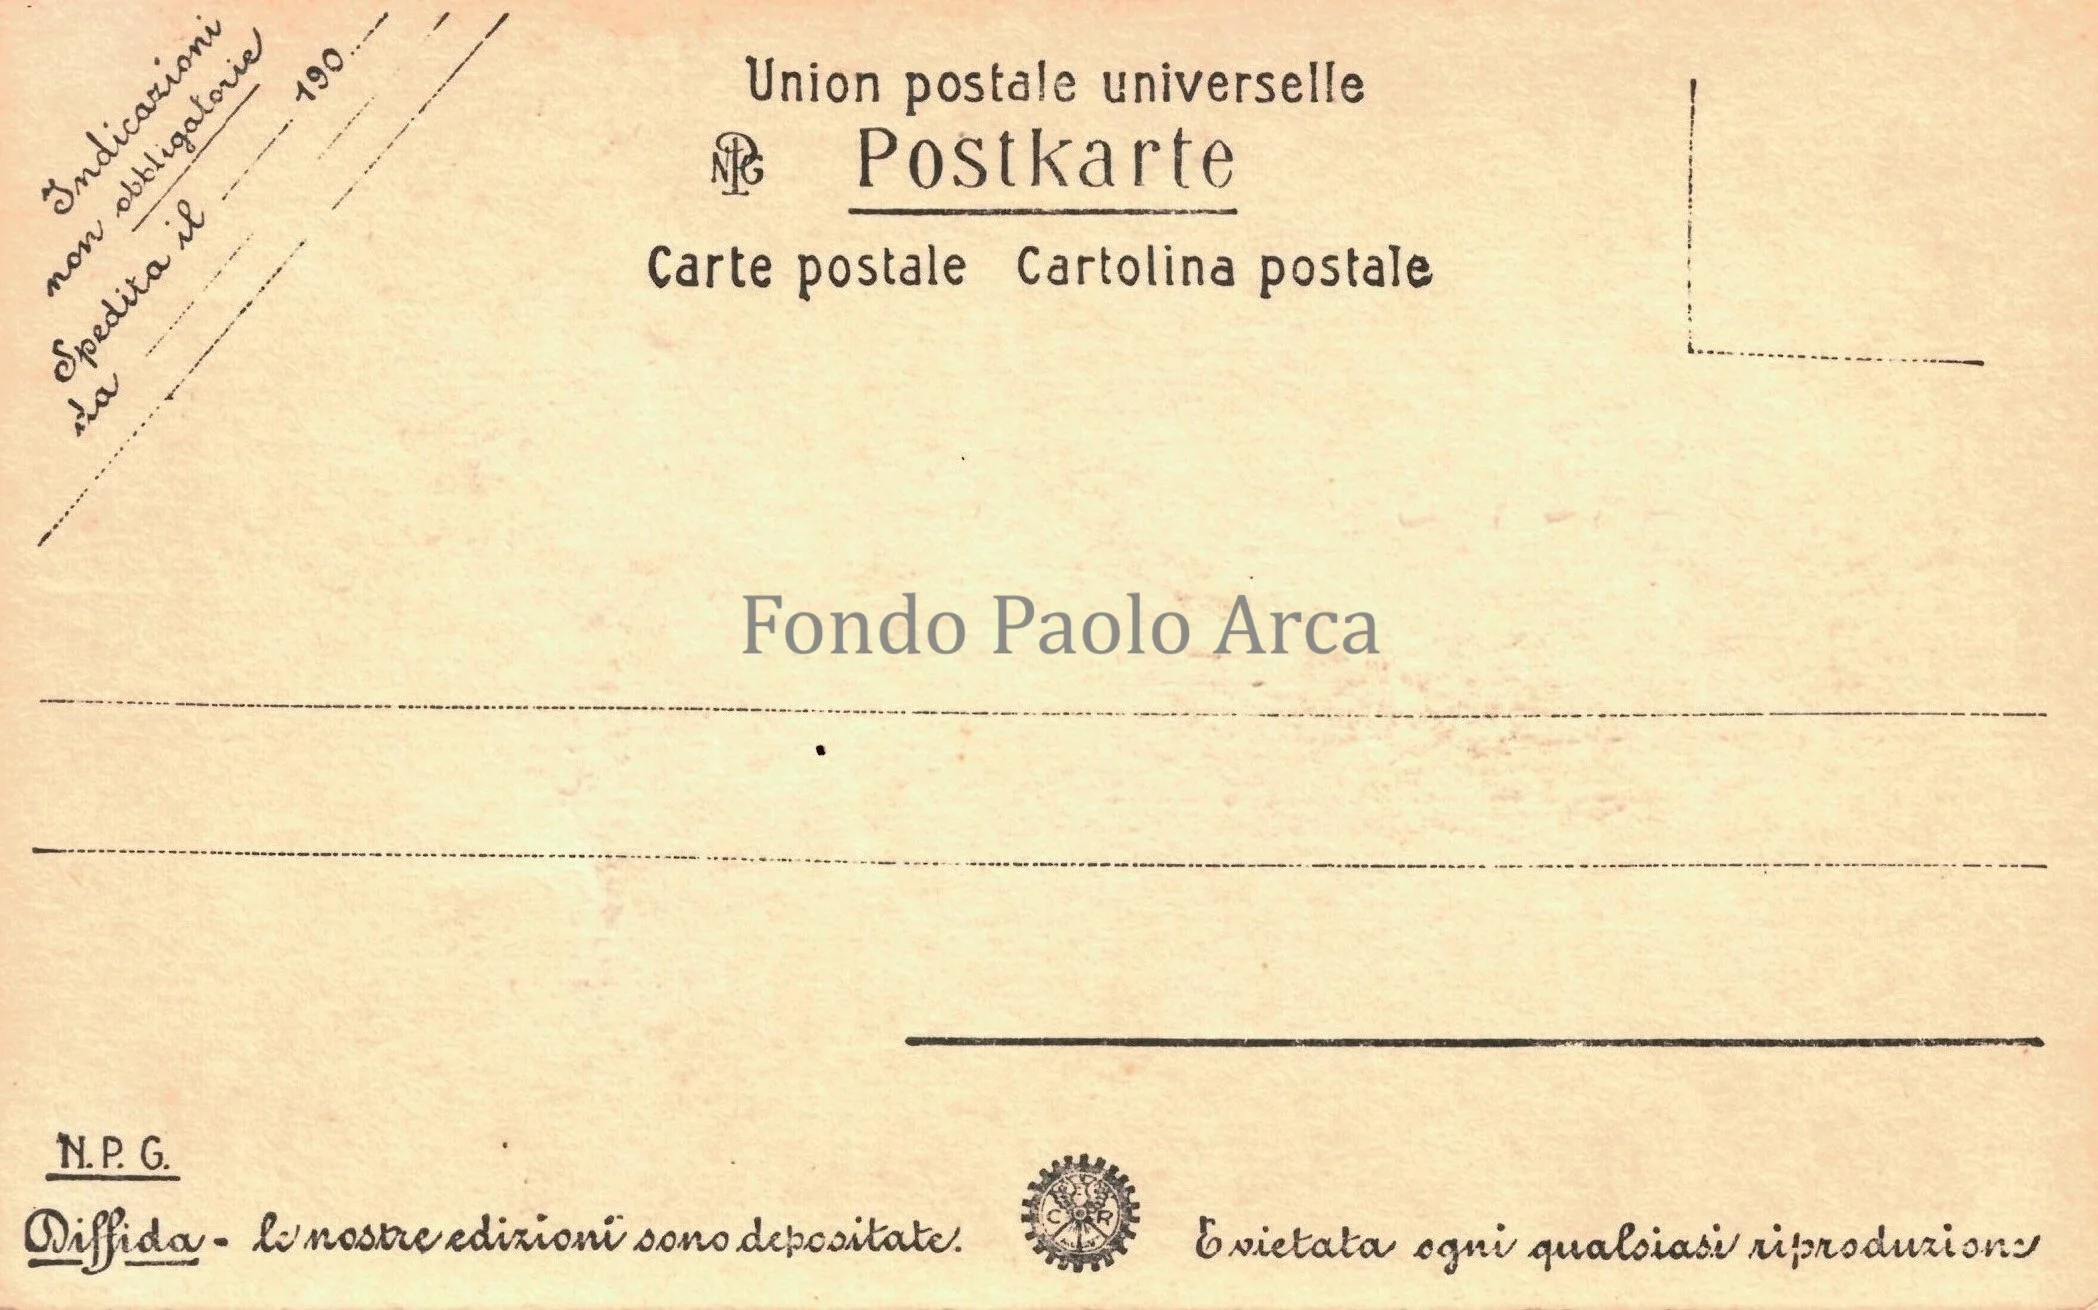 Indicazioni
non obbligatorie
Spedita il 190
da
Union postale universelle
NPG Postkarte
Carte postale Cartolina postale
Fondo Paolo Arca
N.P.G.
Diffida - le nostre edizioni sono depositate. E vietata ogni qualsiasi riproduzione
C R